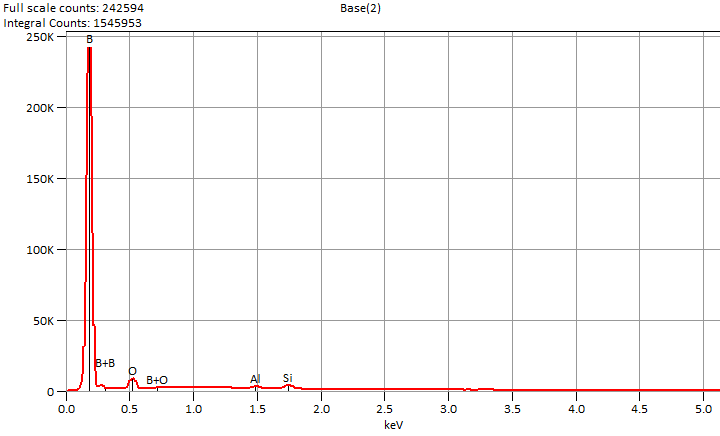 Full scale counts: 242594
Base(2)
Integral Counts: 1545953
250K
B
200K
150K
100K
50K
B+B
O
B+O
Al
Si
0
0.0 0.5 1.0 1.5 2.0 2.5 3.0 3.5 4.0 4.5 5.0
keV